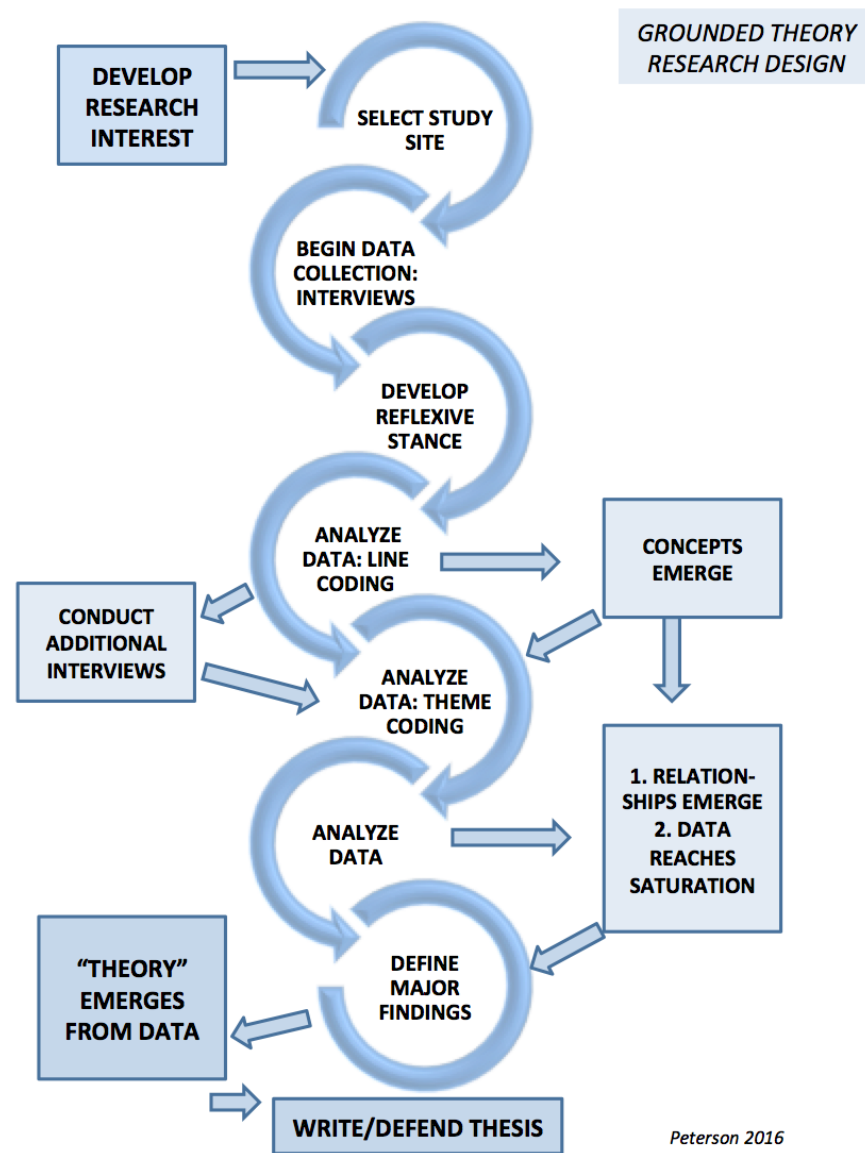 GROUNDED THEORY
RESEARCH DESIGN
DEVELOP
RESEARCH
INTEREST
SELECT STUDY
SITE
BEGIN DATA
COLLECTION:
INTERVIEWS
DEVELOP
REFLEXIVE
STANCE
ANALYZE
DATA: LINE
CODING
CONCEPTS
EMERGE
CONDUCT
ADDITIONAL
INTERVIEWS
ANALYZE
DATA: THEME
CODING
1. RELATION-
SHIPS EMERGE
2. DATA
REACHES
SATURATION
ANALYZE
DATA
DEFINE
MAJOR
FINDINGS
“THEORY”
EMERGES
FROM DATA
WRITE/DEFEND THESIS
Peterson 2016